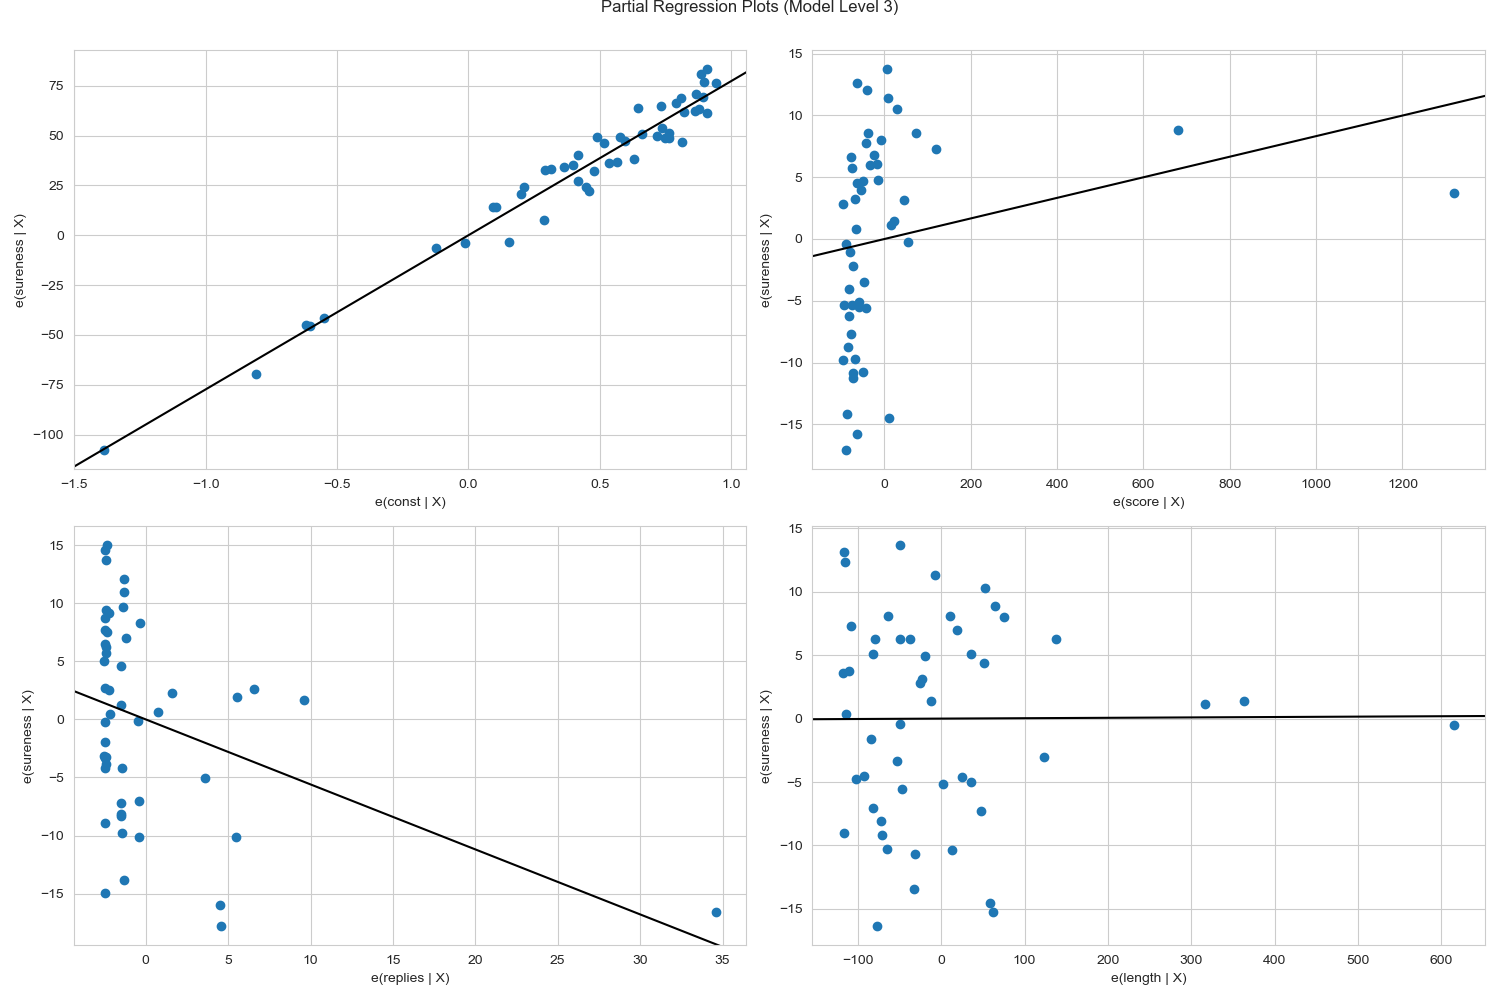 Partial Regression Plots (Model Level 3)
75
50
25
0
−25
−50
−75
−100
e(sureness | X)
−1.5 −1.0 −0.5 0.0 0.5 1.0
e(const | X)
15
10
5
0
−5
−10
−15
e(sureness | X)
0 200 400 600 800 1000 1200
e(score | X)
15
10
5
0
−5
−10
−15
e(sureness | X)
0 5 10 15 20 25 30 35
e(replies | X)
15
10
5
0
−5
−10
−15
e(sureness | X)
−100 0 100 200 300 400 500 600
e(length | X)